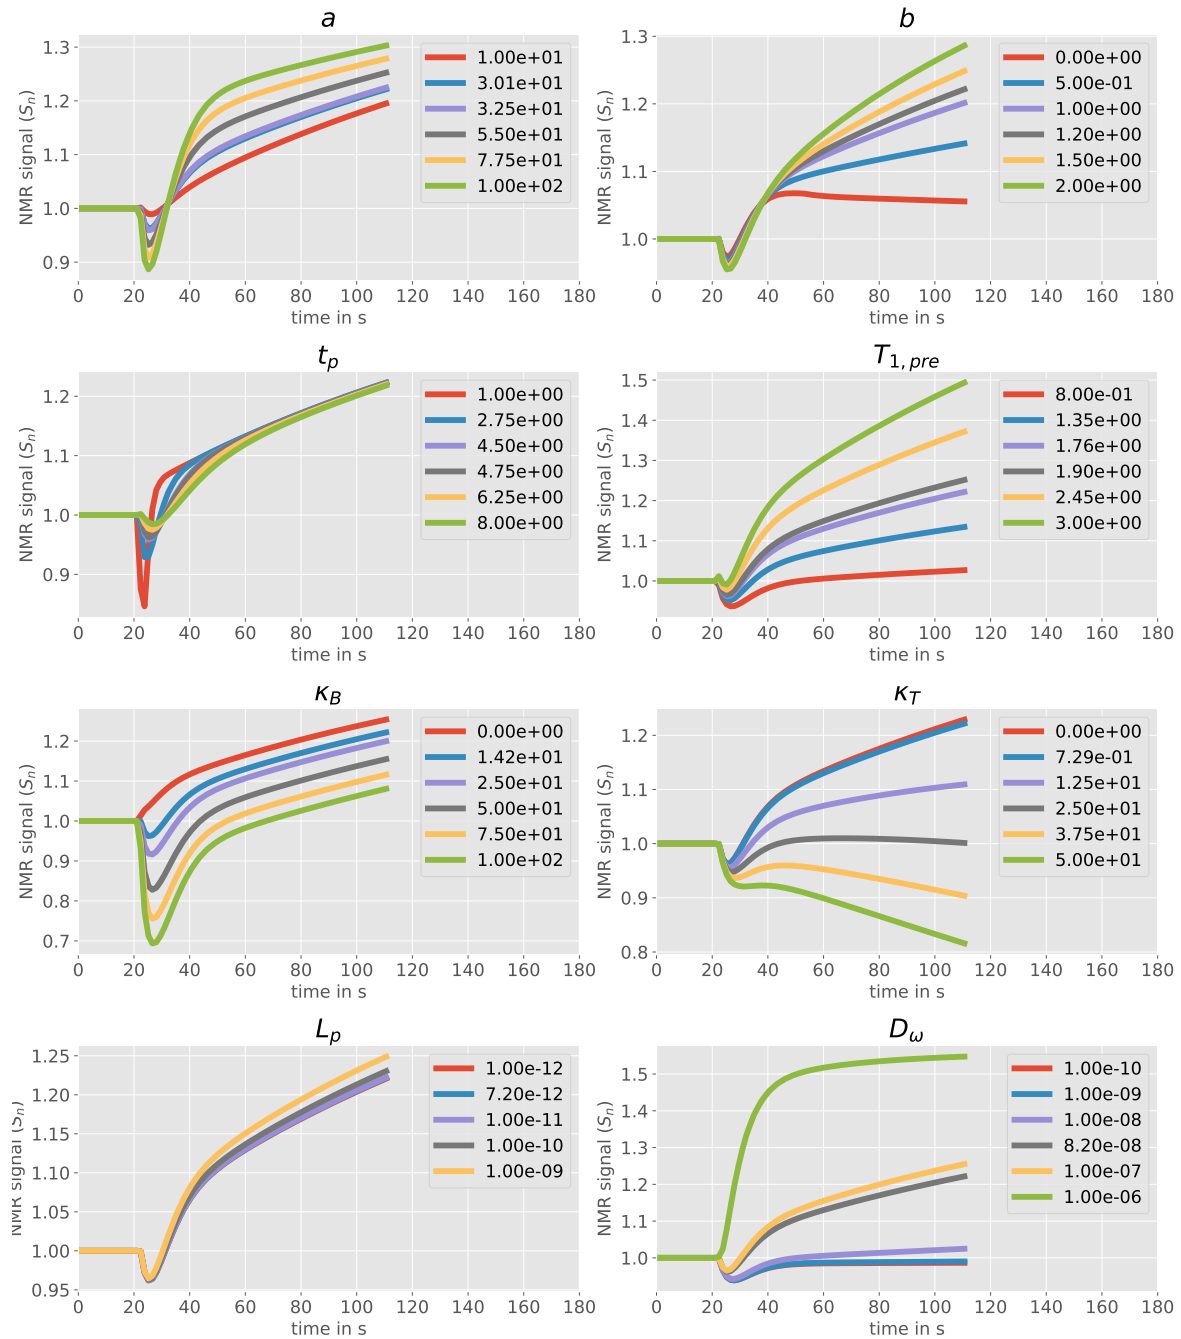 a
b
NMR signal (Sₙ)
1.3
1.2
1.1
1.0
0.9
1.00e+01
3.01e+01
3.25e+01
5.50e+01
7.75e+01
1.00e+02
0 20 40 60 80 100 120 140 160 180
time in s
NMR signal (Sₙ)
1.3
1.2
1.1
1.0
0.00e+00
5.00e-01
1.00e+00
1.20e+00
1.50e+00
2.00e+00
0 20 40 60 80 100 120 140 160 180
time in s
tₚ
T₁,pre
NMR signal (Sₙ)
1.2
1.1
1.0
0.9
1.00e+00
2.75e+00
4.50e+00
4.75e+00
6.25e+00
8.00e+00
0 20 40 60 80 100 120 140 160 180
time in s
NMR signal (Sₙ)
1.5
1.4
1.3
1.2
1.1
1.0
8.00e-01
1.35e+00
1.76e+00
1.90e+00
2.45e+00
3.00e+00
0 20 40 60 80 100 120 140 160 180
time in s
κ_B
κ_T
NMR signal (Sₙ)
1.2
1.1
1.0
0.9
0.8
0.7
0.00e+00
1.42e+01
2.50e+01
5.00e+01
7.50e+01
1.00e+02
0 20 40 60 80 100 120 140 160 180
time in s
NMR signal (Sₙ)
1.2
1.1
1.0
0.9
0.8
0.00e+00
7.29e-01
1.25e+01
2.50e+01
3.75e+01
5.00e+01
0 20 40 60 80 100 120 140 160 180
time in s
Lₚ
D_ω
NMR signal (Sₙ)
1.25
1.20
1.15
1.10
1.05
1.00
0.95
1.00e-12
7.20e-12
1.00e-11
1.00e-10
1.00e-09
0 20 40 60 80 100 120 140 160 180
time in s
NMR signal (Sₙ)
1.5
1.4
1.3
1.2
1.1
1.0
1.00e-10
1.00e-09
1.00e-08
8.20e-08
1.00e-07
1.00e-06
0 20 40 60 80 100 120 140 160 180
time in s